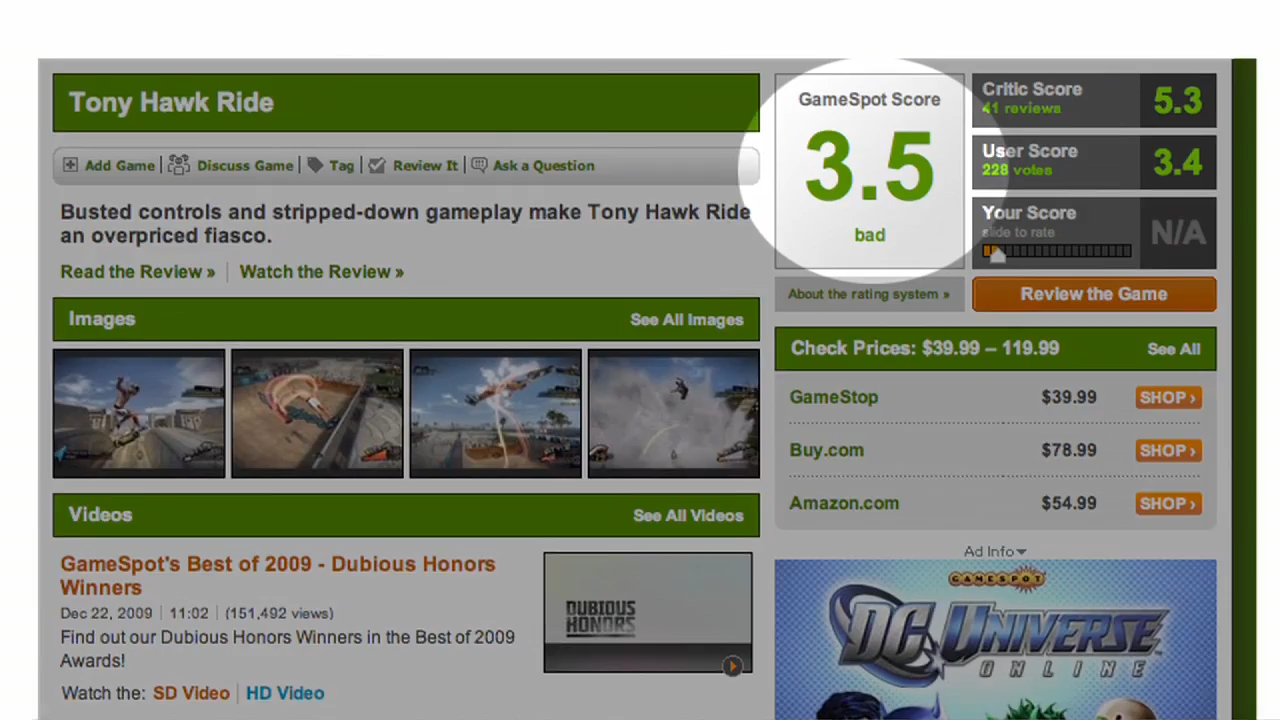 Tony Hawk Ride
Add Game | Discuss Game | Tag | Review It | Ask a Question
Busted controls and stripped-down gameplay make Tony Hawk Ride
an overpriced fiasco.
Read the Review » | Watch the Review »
Images
See All Images
Videos
See All Videos
GameSpot's Best of 2009 - Dubious Honors
Winners
Dec 22, 2009 | 11:02 | (151,492 views)
Find out our Dubious Honors Winners in the Best of 2009
Awards!
Watch the: SD Video | HD Video
DUBIOUS
HONORS
GameSpot Score
3.5
bad
About the rating system »
Critic Score
41 reviews
5.3
User Score
228 votes
3.4
Your Score
slide to rate
N/A
Review the Game
Check Prices: $39.99 – 119.99
See All
GameStop $39.99 SHOP ›
Buy.com $78.99 SHOP ›
Amazon.com $54.99 SHOP ›
Ad Info
GAMESPOT
DC UNIVERSE
ONLINE